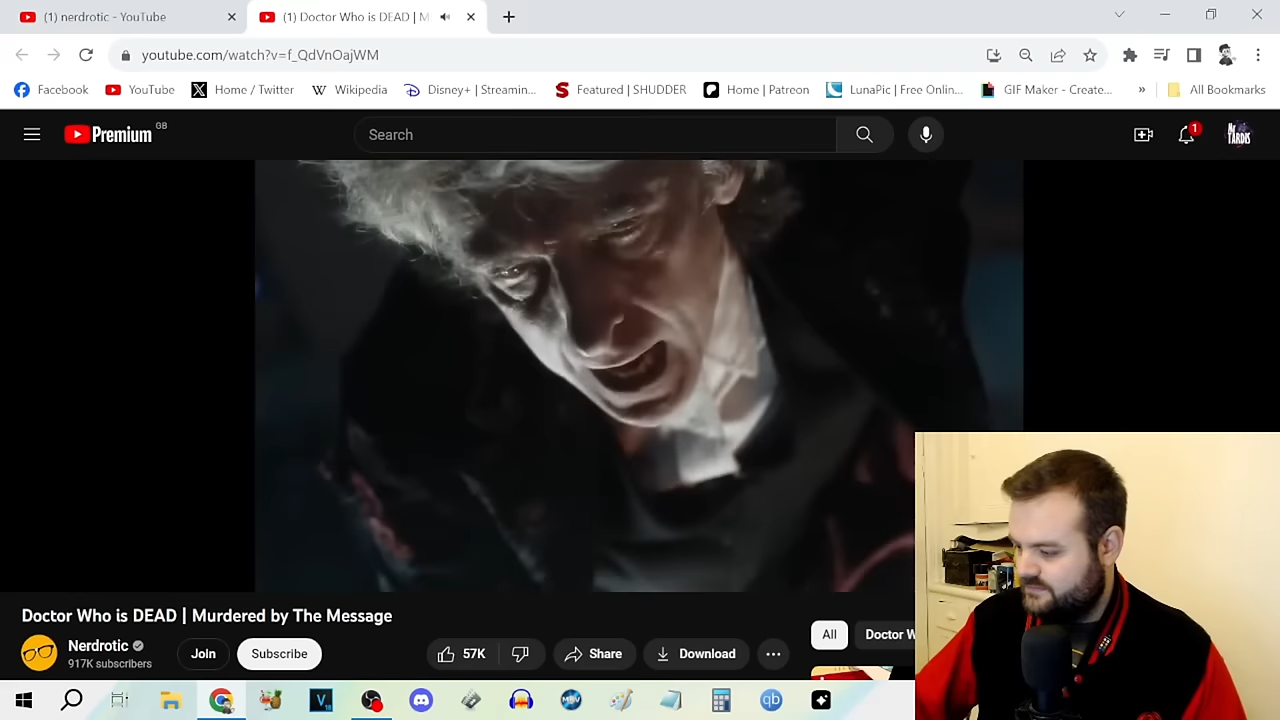 (1) nerdrotic - YouTube
(1) Doctor Who is DEAD | M
youtube.com/watch?v=f_QdVnOajWM
Facebook
YouTube
Home / Twitter
Wikipedia
Disney+ | Streamin...
Featured | SHUDDER
Home | Patreon
LunaPic | Free Onlin...
GIF Maker - Create...
»
All Bookmarks
Premium GB
Search
1
Mr TARDIS
Doctor Who is DEAD | Murdered by The Message
Nerdrotic
917K subscribers
Join
Subscribe
57K
Share
Download
All
Doctor W